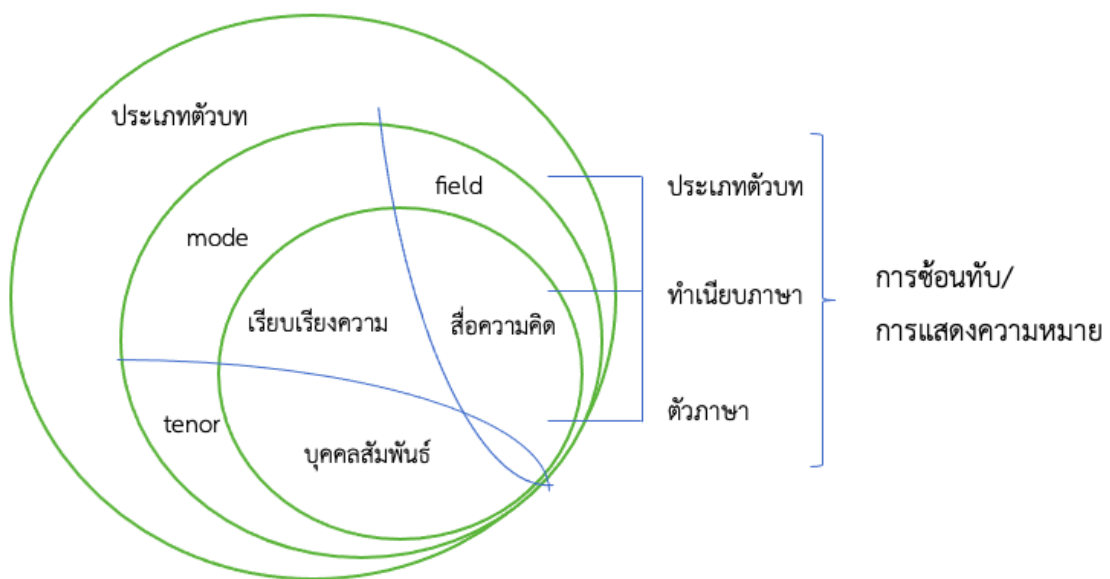 ประเภทตัวบท
field
mode
เรียบเรียงความ
สื่อความคิด
tenor
บุคคลสัมพันธ์
ประเภทตัวบท
ทำเนียบภาษา
ตัวภาษา
การซ้อนทับ/
การแสดงความหมาย